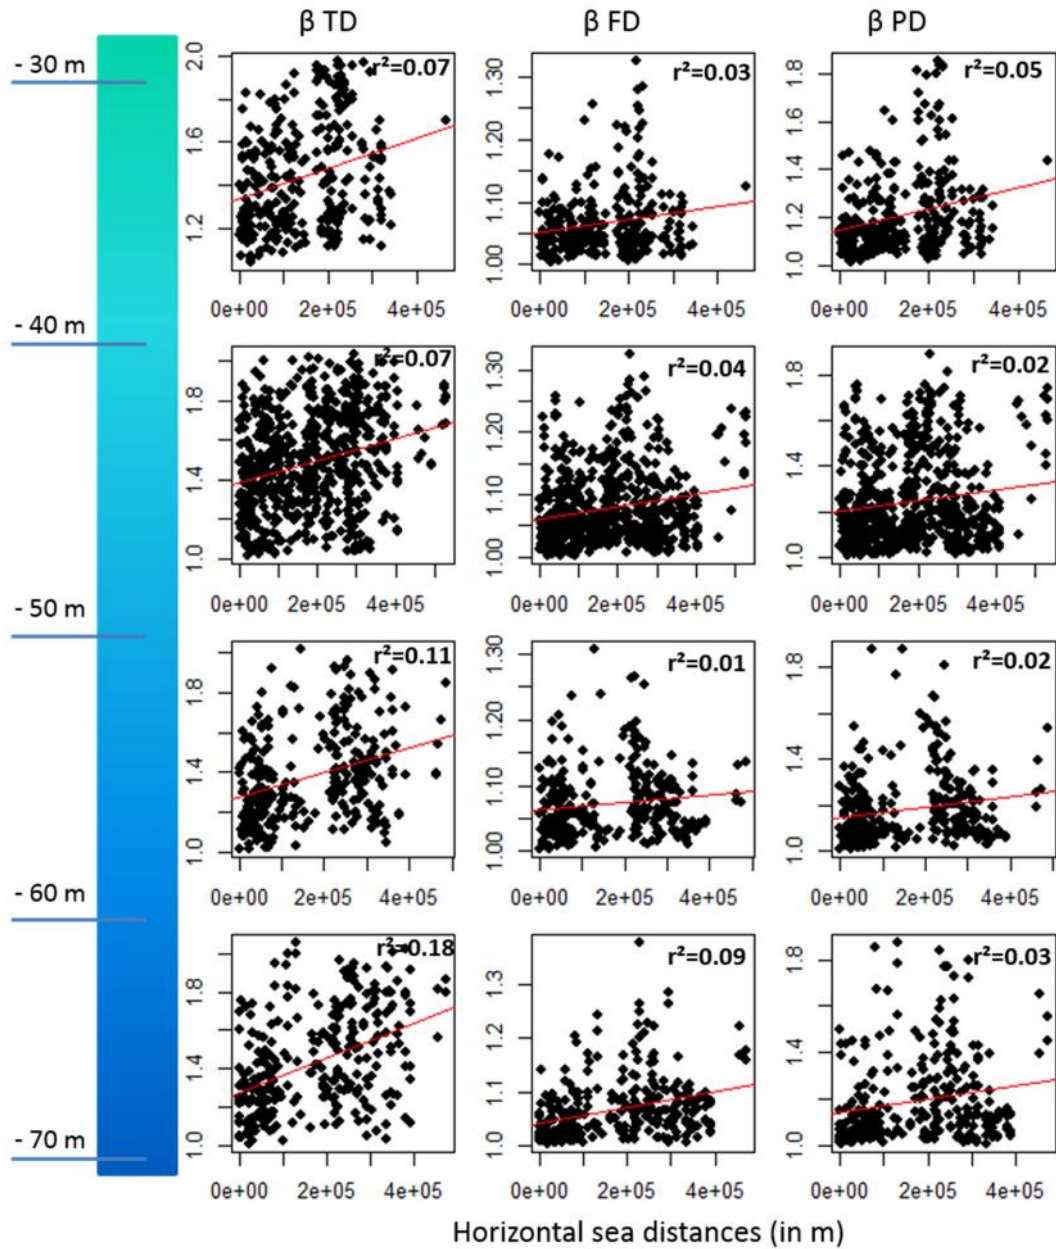 β TD β FD β PD
- 30 m
r²=0.07 r²=0.03 r²=0.05
1.2 1.6 2.0
1.00 1.10 1.20 1.30
1.0 1.2 1.4 1.6 1.8
0e+00 2e+05 4e+05 0e+00 2e+05 4e+05 0e+00 2e+05 4e+05
- 40 m
r²=0.07 r²=0.04 r²=0.02
1.0 1.4 1.8
1.00 1.10 1.20 1.30
1.0 1.4 1.8
0e+00 2e+05 4e+05 0e+00 2e+05 4e+05 0e+00 2e+05 4e+05
- 50 m
r²=0.11 r²=0.01 r²=0.02
1.0 1.4 1.8
1.00 1.10 1.20 1.30
1.0 1.4 1.8
0e+00 2e+05 4e+05 0e+00 2e+05 4e+05 0e+00 2e+05 4e+05
- 60 m
r²=0.18 r²=0.09 r²=0.03
1.0 1.4 1.8
1.0 1.1 1.2 1.3
1.0 1.4 1.8
- 70 m
0e+00 2e+05 4e+05 0e+00 2e+05 4e+05 0e+00 2e+05 4e+05
Horizontal sea distances (in m)